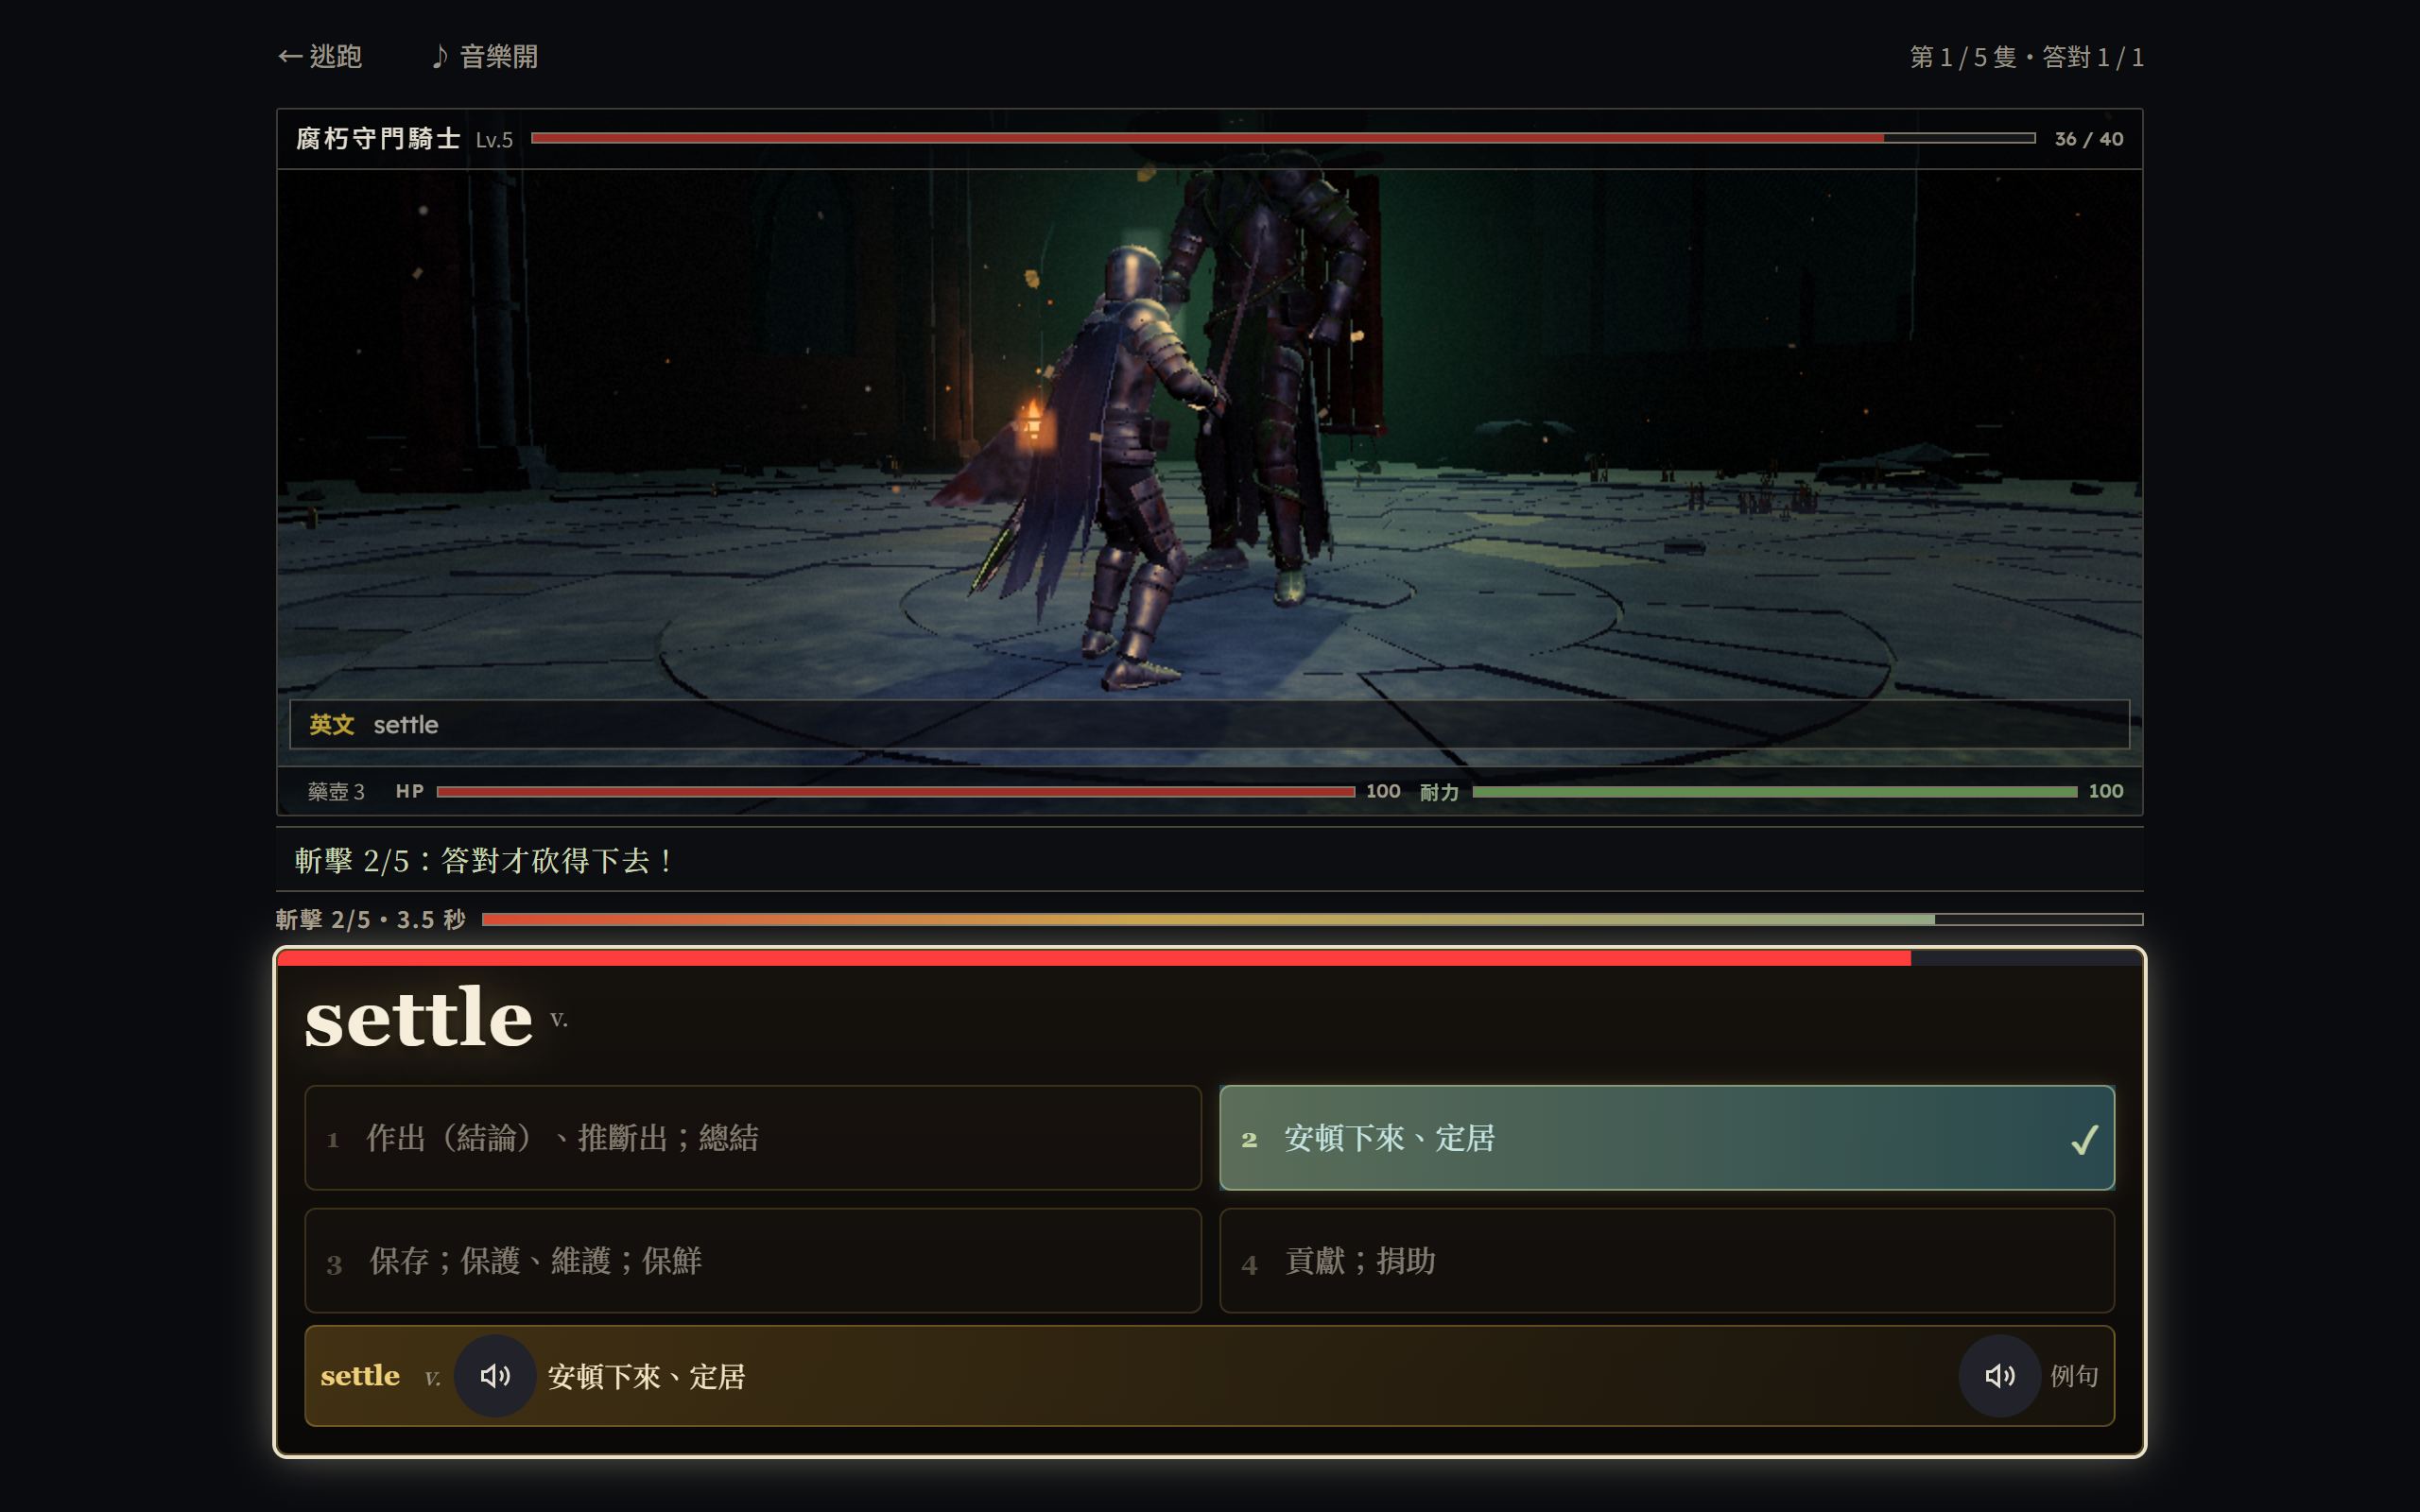 ← 逃跑 ♪ 音樂開 第 1 / 5 隻・答對 1 / 1
腐朽守門騎士 Lv.5 36 / 40
英文 settle
藥壺 3 HP 100 耐力 100
斬擊 2/5：答對才砍得下去！
斬擊 2/5・3.5 秒
settle v.
1 作出（結論）、推斷出；總結
2 安頓下來、定居 ✓
3 保存；保護、維護；保鮮
4 貢獻；捐助
settle v. 安頓下來、定居 例句